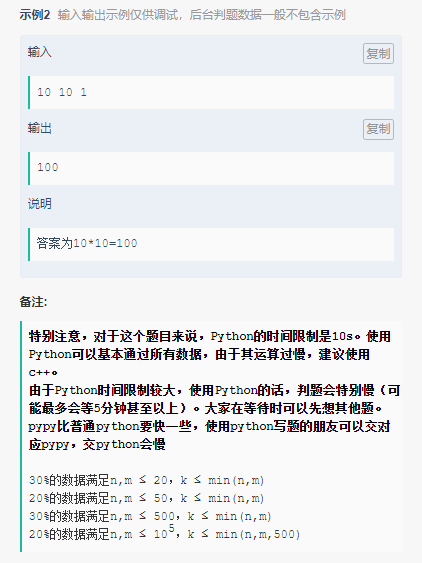 示例2 输入输出示例仅供调试，后台判题数据一般不包含示例
输入
复制
10 10 1
输出
复制
100
说明
答案为10*10=100
备注:
特别注意，对于这个题目来说，Python的时间限制是10s。使用
Python可以基本通过所有数据，由于其运算过慢，建议使用
C++。
由于Python时间限制较大，使用Python的话，判题会特别慢（可
能最多会等5分钟甚至以上）。大家在等待时可以先想其他题。
pypy比普通python要快一些，使用python写题的朋友可以交对
应pypy，交python会慢
30%的数据满足n,m ≤ 20，k ≤ min(n,m)
20%的数据满足n,m ≤ 50，k ≤ min(n,m)
30%的数据满足n,m ≤ 500，k ≤ min(n,m)
20%的数据满足n,m ≤ 10⁵，k ≤ min(n,m,500)